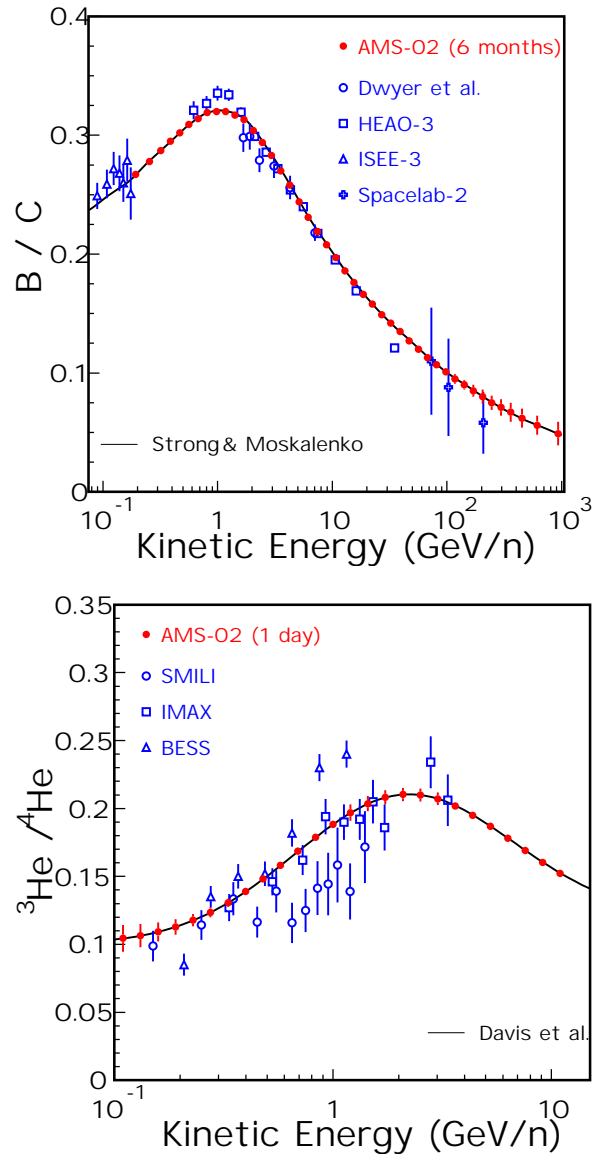 0.4
AMS-02 (6 months)
Dwyer et al.
HEAO-3
0.3
ISEE-3
Spacelab-2
B / C
0.2
0.1
Strong & Moskalenko
0
10⁻¹ 1 10 10² 10³
Kinetic Energy (GeV/n)
0.35
AMS-02 (1 day)
0.3
SMILI
IMAX
0.25
BESS
³He /⁴He
0.2
0.15
0.1
0.05
Davis et al.
0
10⁻¹ 1 10
Kinetic Energy (GeV/n)